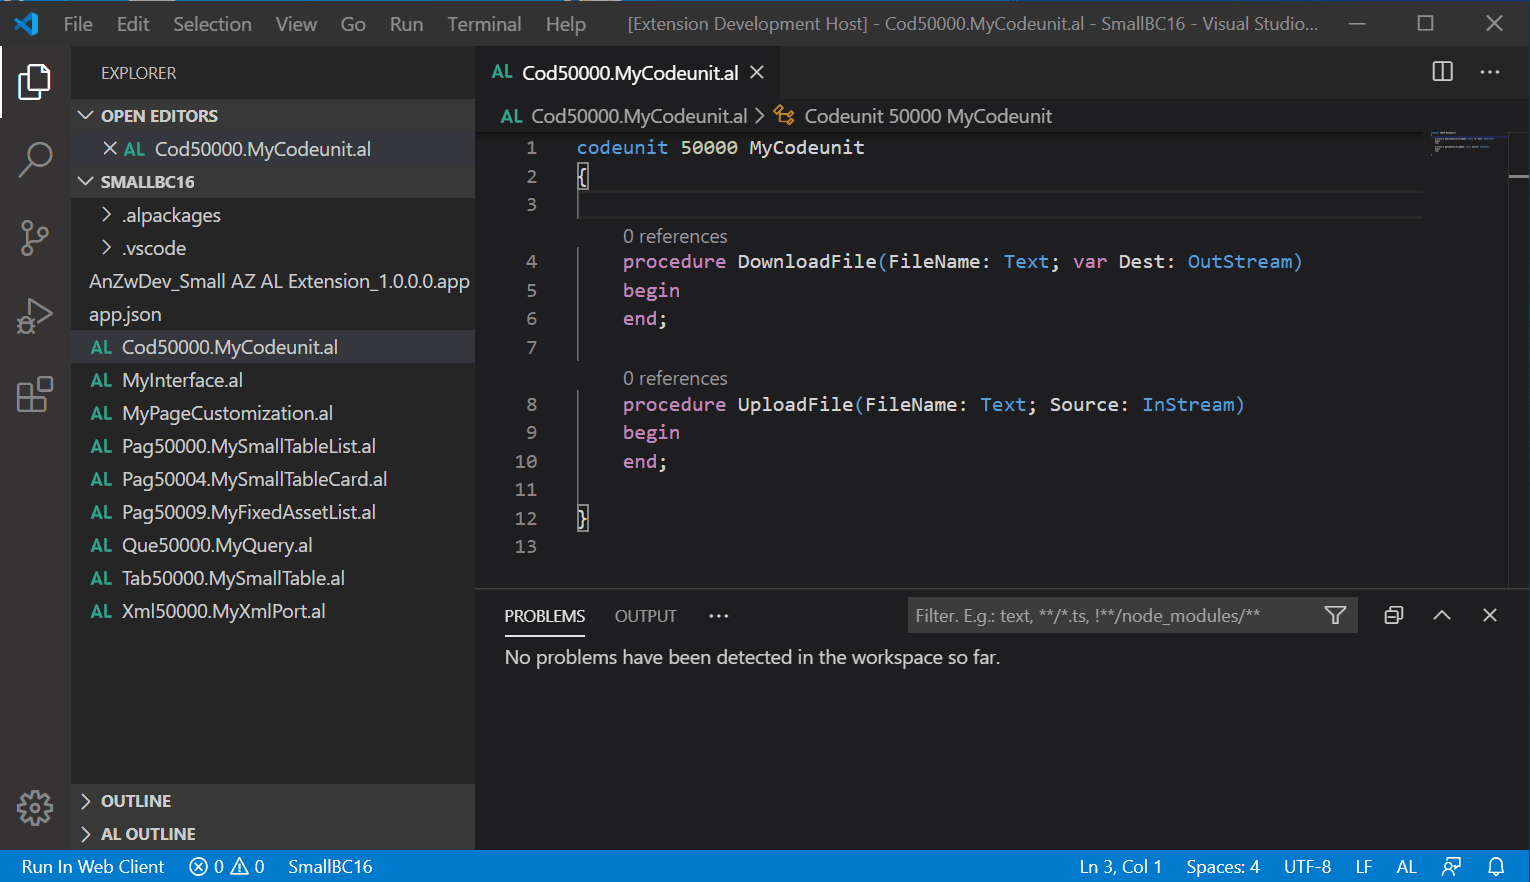 File Edit Selection View Go Run Terminal Help [Extension Development Host] - Cod50000.MyCodeunit.al - SmallBC16 - Visual Studio...
EXPLORER
OPEN EDITORS
AL Cod50000.MyCodeunit.al
SMALLBC16
.alpackages
.vscode
AnZwDev_Small AZ AL Extension_1.0.0.0.app
app.json
AL Cod50000.MyCodeunit.al
AL MyInterface.al
AL MyPageCustomization.al
AL Pag50000.MySmallTableList.al
AL Pag50004.MySmallTableCard.al
AL Pag50009.MyFixedAssetList.al
AL Que50000.MyQuery.al
AL Tab50000.MySmallTable.al
AL Xml50000.MyXmlPort.al
OUTLINE
AL OUTLINE
AL Cod50000.MyCodeunit.al
AL Cod50000.MyCodeunit.al > Codeunit 50000 MyCodeunit
1 codeunit 50000 MyCodeunit
2 {
3
0 references
4 procedure DownloadFile(FileName: Text; var Dest: OutStream)
5 begin
6 end;
7
0 references
8 procedure UploadFile(FileName: Text; Source: InStream)
9 begin
10 end;
11
12 }
13
PROBLEMS OUTPUT ... Filter. E.g.: text, **/*.ts, !**/node_modules/**
No problems have been detected in the workspace so far.
Run In Web Client 0 0 SmallBC16 Ln 3, Col 1 Spaces: 4 UTF-8 LF AL